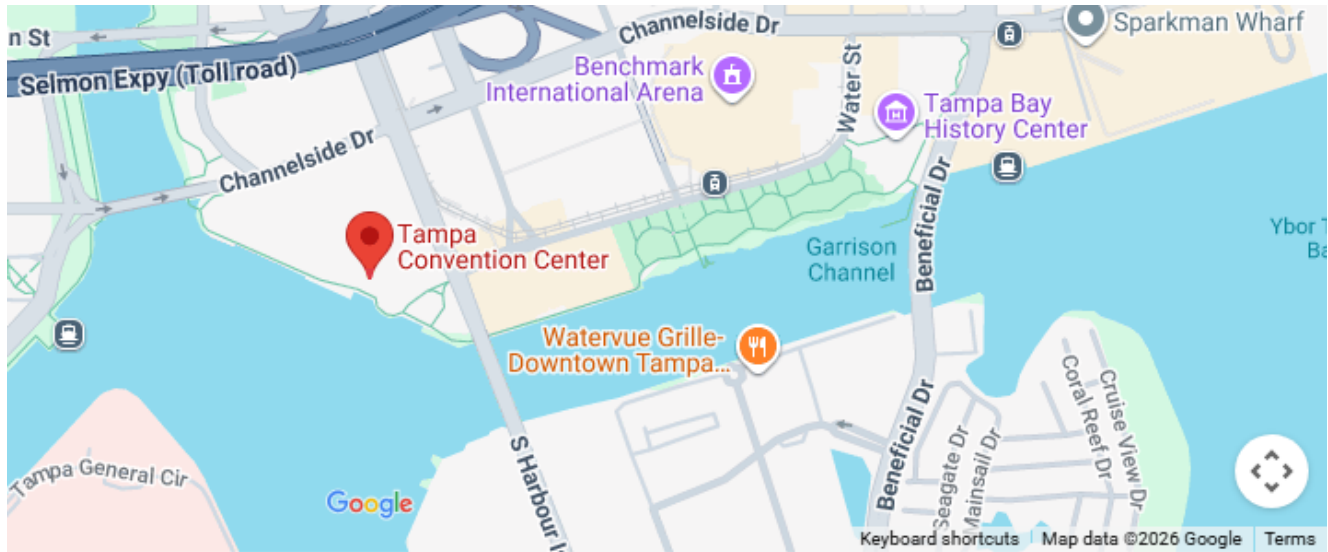 n St
Selmon Expy (Toll road)
Channelside Dr
Sparkman Wharf
Benchmark
International Arena
Water St
Tampa Bay
History Center
Channelside Dr
Beneficial Dr
Tampa
Convention Center
Garrison
Channel
Ybor T
Ba
Watervue Grille-
Downtown Tampa...
Beneficial Dr
Coral Reef Dr
Cruise View Dr
Seagate Dr
Mainsail Dr
S Harbour I
Tampa General Cir
Google
Keyboard shortcuts
Map data ©2026 Google
Terms